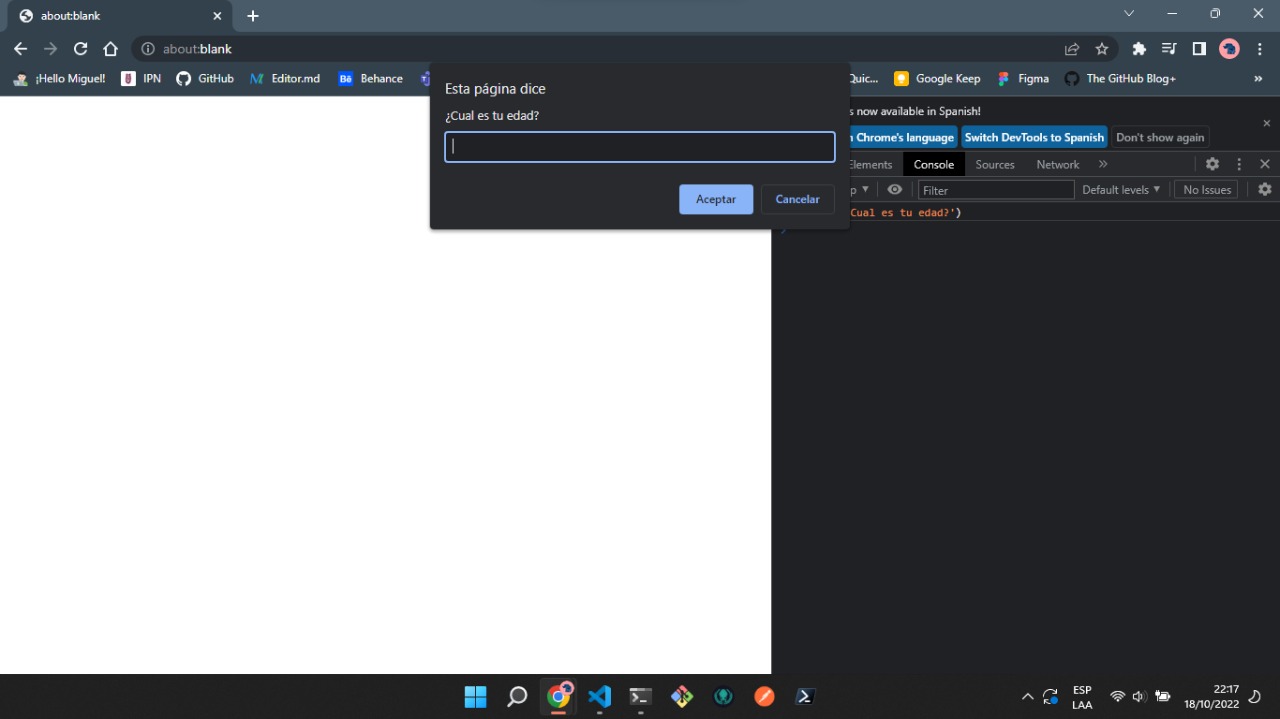 about:blank
about:blank
¡Hello Miguel!
IPN
GitHub
Editor.md
Bē Behance
Quic...
Google Keep
Figma
The GitHub Blog+
»
Esta página dice
¿Cual es tu edad?
Aceptar
Cancelar
s now available in Spanish!
Chrome's language
Switch DevTools to Spanish
Don't show again
Elements
Console
Sources
Network
»
Filter
Default levels
No Issues
Cual es tu edad?')
ESP
LAA
22:17
18/10/2022